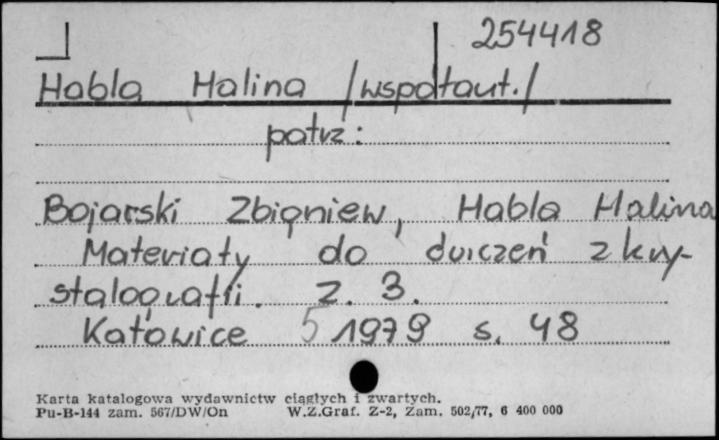 254418
Habla Halina /współaut./
patrz:
Bojarski Zbigniew, Habla Halina
Materiały do ćwiczeń z kry-
stalografii. Z. 3.
Katowice 1979 s. 48
Karta katalogowa wydawnictw ciągłych i zwartych.
Pu-B-144 zam. 567/DW/On W.Z.Graf. Z-2, Zam. 502/77, 6 400 000